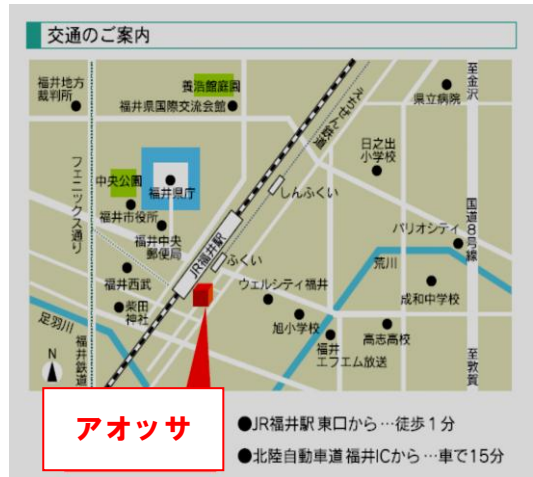 交通のご案内
福井地方
裁判所
養浩館庭園
福井県国際交流会館
えちぜん鉄道
県立病院
至金沢
日之出
小学校
フェニックス通り
中央公園
福井県庁
しんふくい
福井市役所
福井中央
郵便局
JR福井駅
ふくい
国道8号線
パリオシティ
荒川
福井西武
ウェルシティ福井
成和中学校
柴田
神社
足羽川
旭小学校
高志高校
福井
エフエム放送
N
福井鉄道
至敦賀
アオッサ
●JR福井駅東口から…徒歩1分
●北陸自動車道福井ICから…車で15分